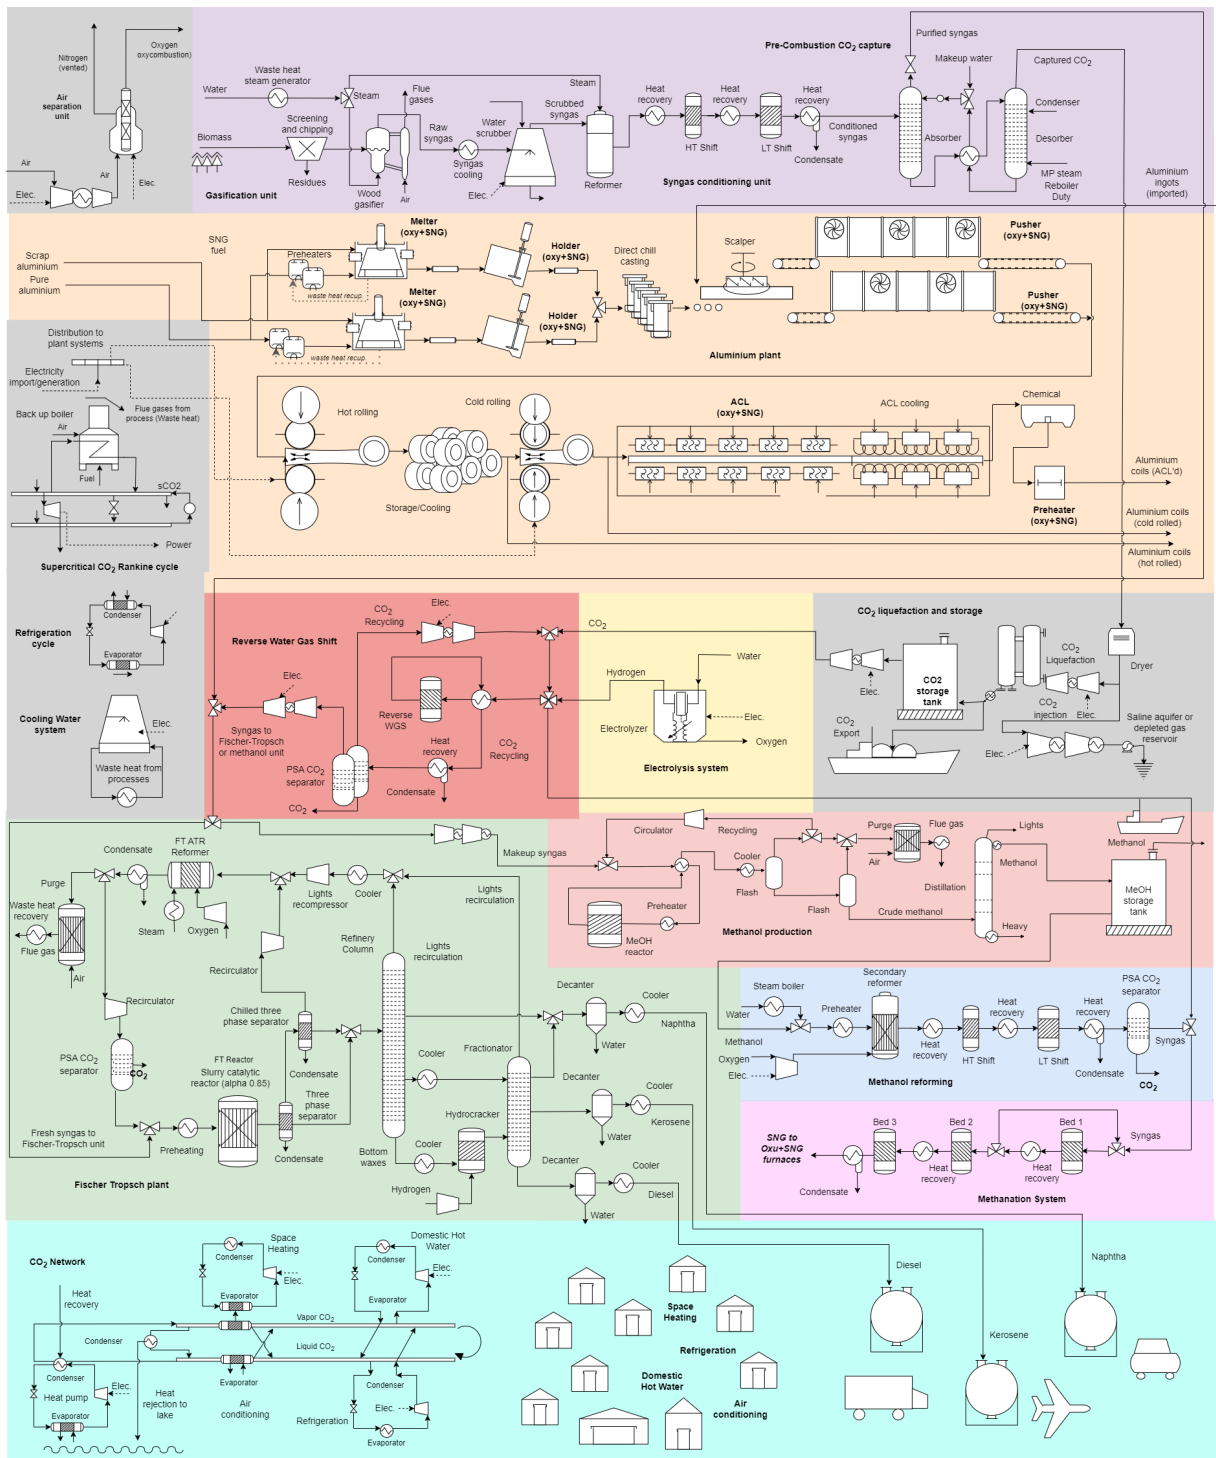 Nitrogen
(vented)
Oxygen
oxycombustion)
Air
separation
unit
Air
Air
Elec.
Elec.
Water
Waste heat
steam generator
Steam
Flue
gases
Biomass
Screening
and chipping
Residues
Wood
gasifier
Air
Raw
syngas
Syngas
cooling
Water
scrubber
Elec.
Scrubbed
syngas
Steam
Reformer
Gasification unit
Heat
recovery
HT Shift
Heat
recovery
LT Shift
Heat
recovery
Condensate
Conditioned
syngas
Syngas conditioning unit
Pre-Combustion CO2 capture
Purified syngas
Makeup water
Captured CO2
Condenser
Absorber
Desorber
MP steam
Reboiler
Duty
Aluminium
ingots
(imported)
Scrap
aluminium
Pure
aluminium
SNG
fuel
Preheaters
waste heat recup.
Melter
(oxy+SNG)
Holder
(oxy+SNG)
Melter
(oxy+SNG)
Holder
(oxy+SNG)
waste heat recup.
Direct chill
casting
Scalper
Pusher
(oxy+SNG)
Pusher
(oxy+SNG)
Aluminium plant
Hot rolling
Storage/Cooling
Cold rolling
ACL
(oxy+SNG)
ACL cooling
Chemical
Preheater
(oxy+SNG)
Aluminium
coils (ACL'd)
Aluminium coils
(cold rolled)
Aluminium coils
(hot rolled)
Distribution to
plant systems
Electricity
import/generation
Back up boiler
Flue gases from
process (Waste heat)
Air
Fuel
sCO2
Power
Supercritical CO2 Rankine cycle
Condenser
Refrigeration
cycle
Evaporator
Cooling Water
system
Elec.
Waste heat from
processes
Reverse Water Gas Shift
CO2
Recycling
Elec.
Elec.
Syngas to
Fischer-Tropsch
or methanol unit
Reverse
WGS
Heat
recovery
CO2
Recycling
PSA CO2
separator
Condensate
CO2
CO2
Hydrogen
Water
Electrolyzer
Elec.
Oxygen
Electrolysis system
CO2 liquefaction and storage
Elec.
CO2
storage
tank
CO2
Liquefaction
Dryer
CO2
injection
Elec.
CO2
Export
Elec.
Saline aquifer or
depleted gas
reservoir
Circulator
Recycling
Makeup syngas
Preheater
MeOH
reactor
Cooler
Flash
Flash
Purge
Air
Flue gas
Crude methanol
Distillation
Lights
Methanol
Heavy
Methanol
MeOH
storage
tank
Methanol production
Condensate
FT ATR
Reformer
Purge
Waste heat
recovery
Flue gas
Air
Steam
Oxygen
Lights
recompressor
Cooler
Lights
recirculation
Refinery
Column
Lights
recirculation
Recirculator
Recirculator
PSA CO2
separator
CO2
Chilled three
phase separator
Condensate
FT Reactor
Slurry catalytic
reactor (alpha 0.85)
Three
phase
separator
Condensate
Fresh syngas to
Fischer-Tropsch unit
Preheating
Bottom
waxes
Cooler
Cooler
Hydrogen
Hydrocracker
Fractionator
Decanter
Water
Cooler
Naphtha
Decanter
Water
Cooler
Kerosene
Decanter
Water
Cooler
Diesel
Fischer Tropsch plant
Steam boiler
Water
Preheater
Methanol
Oxygen
Elec.
Secondary
reformer
Heat
recovery
HT Shift
Heat
recovery
LT Shift
Heat
recovery
Condensate
PSA CO2
separator
Syngas
CO2
Methanol reforming
SNG to
Oxu+SNG
furnaces
Condensate
Bed 3
Heat
recovery
Bed 2
Heat
recovery
Bed 1
Syngas
Methanation System
CO2 Network
Heat
recovery
Condenser
Space
Heating
Elec.
Evaporator
Condenser
Domestic Hot
Water
Elec.
Evaporator
Vapor CO2
Liquid CO2
Condenser
Condenser
Heat pump
Elec.
Evaporator
Heat
rejection to
lake
Evaporator
Air
conditioning
Condenser
Refrigeration
Elec.
Evaporator
Space
Heating
Refrigeration
Domestic
Hot Water
Air
conditioning
Diesel
Kerosene
Naphtha